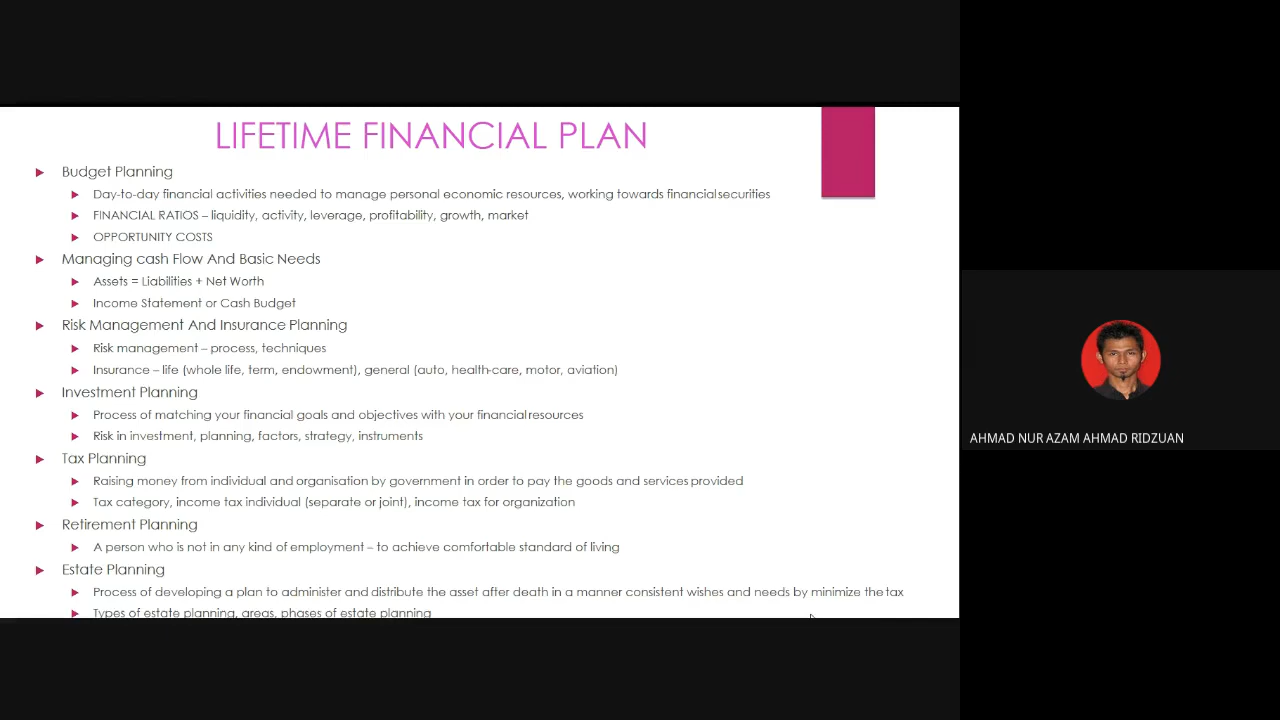 LIFETIME FINANCIAL PLAN
Budget Planning
Day-to-day financial activities needed to manage personal economic resources, working towards financial securities
FINANCIAL RATIOS – liquidity, activity, leverage, profitability, growth, market
OPPORTUNITY COSTS
Managing cash Flow And Basic Needs
Assets = Liabilities + Net Worth
Income Statement or Cash Budget
Risk Management And Insurance Planning
Risk management – process, techniques
Insurance – life (whole life, term, endowment), general (auto, health-care, motor, aviation)
Investment Planning
Process of matching your financial goals and objectives with your financial resources
Risk in investment, planning, factors, strategy, instruments
Tax Planning
Raising money from individual and organisation by government in order to pay the goods and services provided
Tax category, income tax individual (separate or joint), income tax for organization
Retirement Planning
A person who is not in any kind of employment – to achieve comfortable standard of living
Estate Planning
Process of developing a plan to administer and distribute the asset after death in a manner consistent wishes and needs by minimize the tax
Types of estate planning, areas, phases of estate planning
AHMAD NUR AZAM AHMAD RIDZUAN